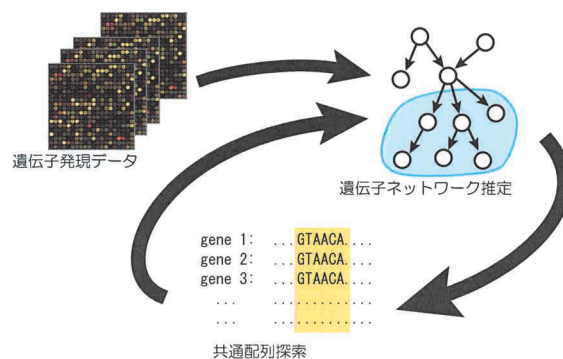 遺伝子発現データ
遺伝子ネットワーク推定
gene 1: ...GTAACA....
gene 2: ...GTAACA....
gene 3: ...GTAACA....
... .............
... .............
共通配列探索